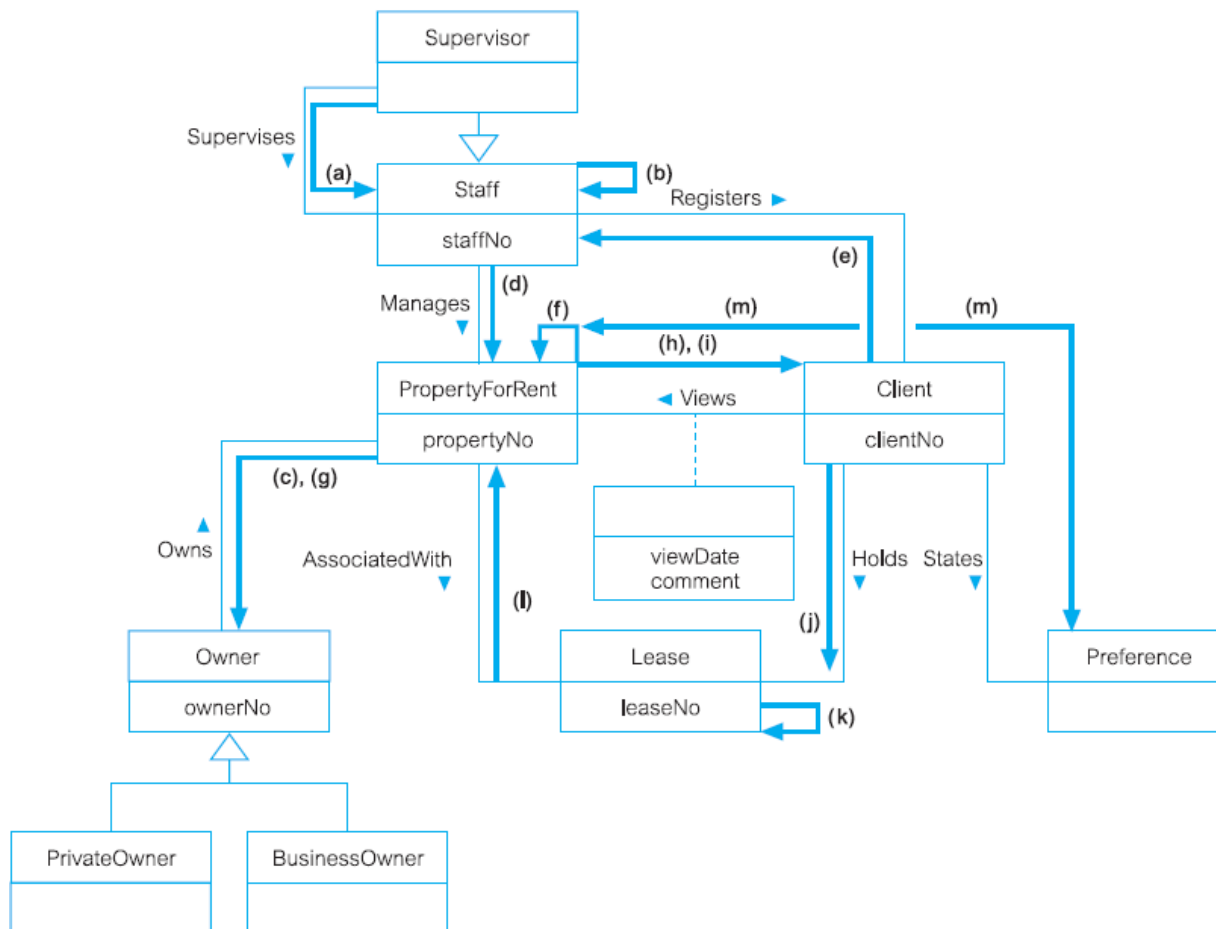 Supervisor
Supervises
(a)
Staff
(b)
Registers
staffNo
(e)
(d)
Manages
(f)
(m)
(m)
(h), (i)
PropertyForRent
Views
Client
propertyNo
clientNo
(c), (g)
Owns
AssociatedWith
viewDate
comment
Holds
States
(l)
(j)
Owner
Lease
Preference
ownerNo
leaseNo
(k)
PrivateOwner
BusinessOwner